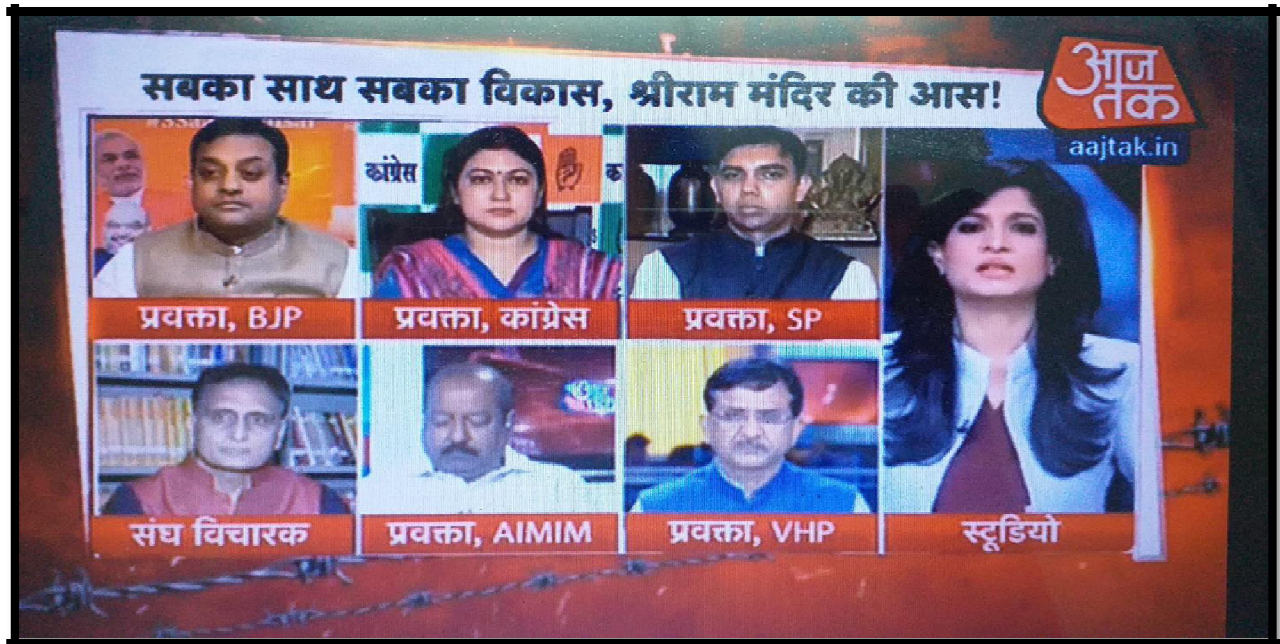 सबका साथ सबका विकास, श्रीराम मंदिर की आस!
आज
तक
aajtak.in
कांग्रेस
क
प्रवक्ता, BJP
प्रवक्ता, कांग्रेस
प्रवक्ता, SP
संघ विचारक
प्रवक्ता, AIMIM
प्रवक्ता, VHP
स्टूडियो